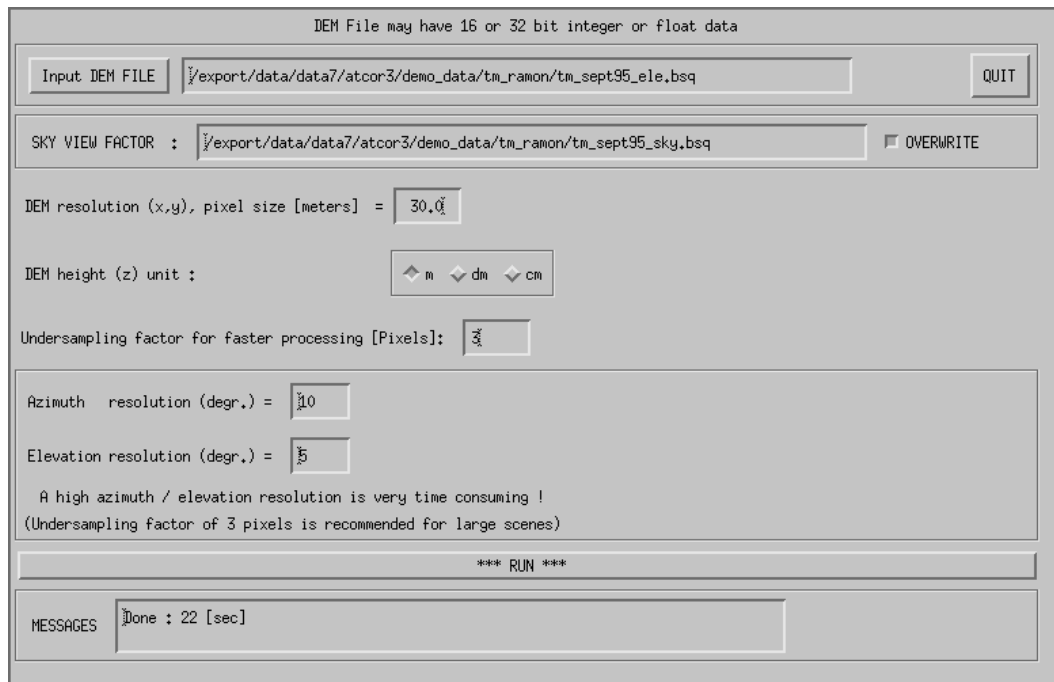 DEM File may have 16 or 32 bit integer or float data
Input DEM FILE /export/data/data7/atcor3/demo_data/tm_ramon/tm_sept95_ele.bsq QUIT
SKY VIEW FACTOR : /export/data/data7/atcor3/demo_data/tm_ramon/tm_sept95_sky.bsq OVERWRITE
DEM resolution (x,y), pixel size [meters] = 30.0
DEM height (z) unit : m dm cm
Undersampling factor for faster processing [Pixels]: 3
Azimuth resolution (degr.) = 10
Elevation resolution (degr.) = 5
A high azimuth / elevation resolution is very time consuming !
(Undersampling factor of 3 pixels is recommended for large scenes)
*** RUN ***
MESSAGES Done : 22 [sec]